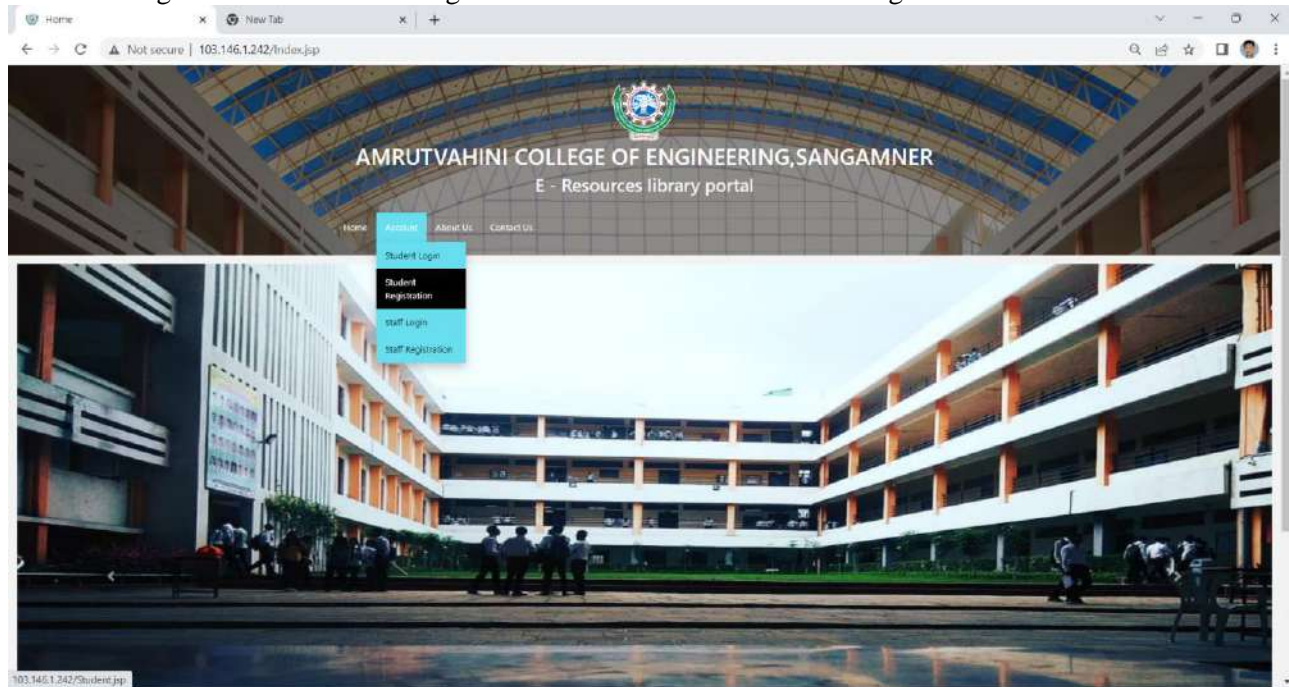 Home
New Tab
Not secure | 103.146.1.242/Index.jsp
AMRUTVAHINI COLLEGE OF ENGINEERING,SANGAMNER
E - Resources library portal
Home Account About Us Contact Us
Student Login
Student
Registration
Staff Login
Staff Registration
103.146.1.242/Student.jsp